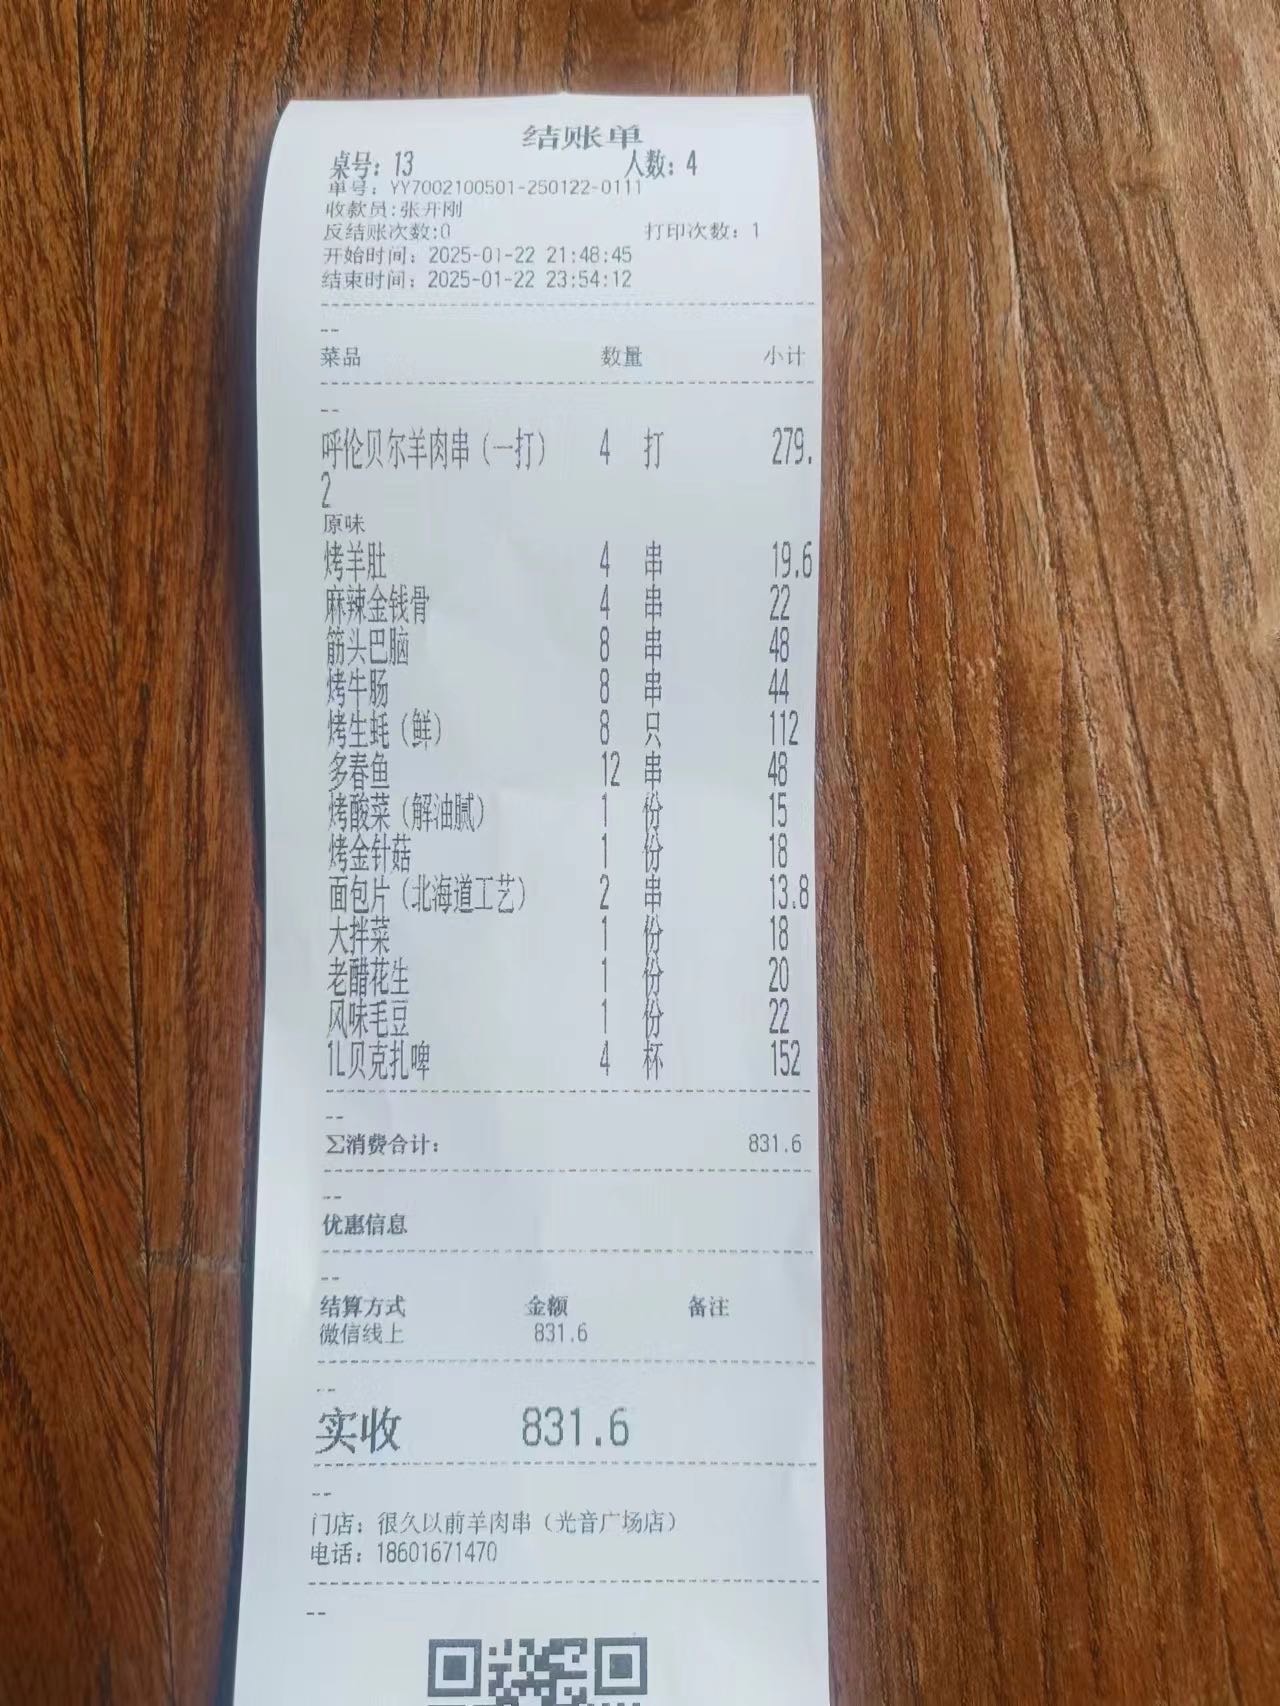 结账单
桌号：13 人数：4
单号：YY7002100501-250122-0111
收款员:张开刚
反结账次数:0 打印次数：1
开始时间：2025-01-22 21:48:45
结束时间：2025-01-22 23:54:12
--
菜品 数量 小计
--
呼伦贝尔羊肉串（一打） 4 打 279.
2
原味
烤羊肚 4 串 19.6
麻辣金钱骨 4 串 22
筋头巴脑 8 串 48
烤牛肠 8 串 44
烤生蚝（鲜） 8 只 112
多春鱼 12 串 48
烤酸菜（解油腻） 1 份 15
烤金针菇 1 份 18
面包片（北海道工艺） 2 串 13.8
大拌菜 1 份 18
老醋花生 1 份 20
风味毛豆 1 份 22
1L贝克扎啤 4 杯 152
--
Σ消费合计： 831.6
--
优惠信息
--
结算方式 金额 备注
微信线上 831.6
--
实收 831.6
--
门店：很久以前羊肉串（光音广场店）
电话：18601671470
--